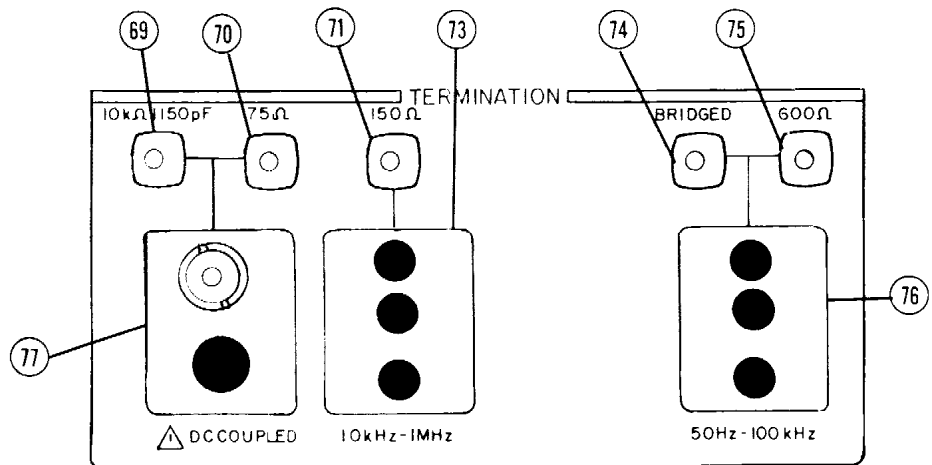 69 70 71 73 74 75
TERMINATION
10kΩ||150pF 75Ω 150Ω BRIDGED 600Ω
76
77
! DC COUPLED 10kHz-1MHz 50Hz-100kHz